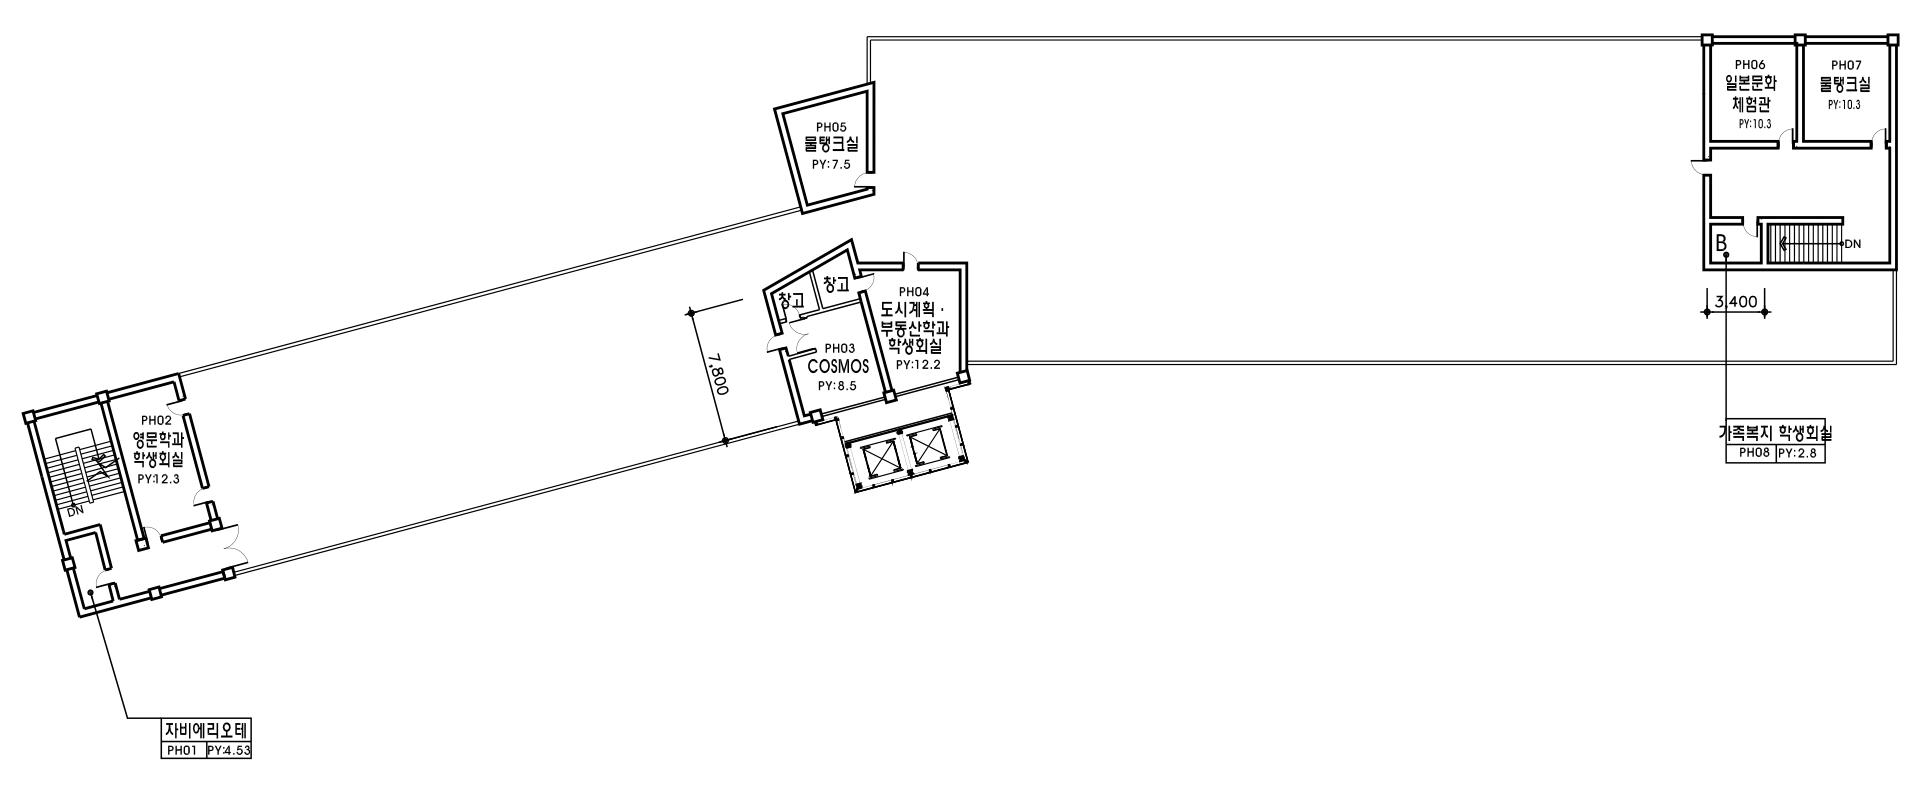 PH06
일본문화
체험관
PY:10.3
PH07
물탱크실
PY:10.3
PH05
물탱크실
PY:7.5
B
DN
3,400
창고
창고
PH04
도시계획 ·
부동산학과
학생회실
PY:12.2
PH03
COSMOS
PY:8.5
7,800
PH02
영문학과
학생회실
PY:12.3
DN
가족복지 학생회실
PH08
PY:2.8
자비에리오테
PH01
PY:4.53